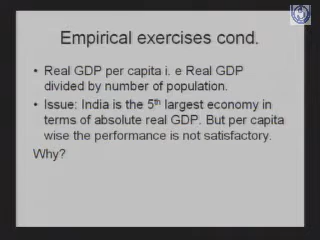 Empirical exercises cond.
• Real GDP per capita i. e Real GDP
divided by number of population.
• Issue: India is the 5th largest economy in
terms of absolute real GDP. But per capita
wise the performance is not satisfactory.
Why?